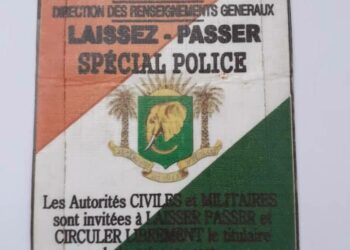 DIRECTION DES RENSEIGNEMENTS GENERAUX
LAISSEZ - PASSER
SPÉCIAL POLICE
Les Autorités CIVILES et MILITAIRES
sont invitées à LAISSER PASSER et
CIRCULER LIBREMENT le titulaire